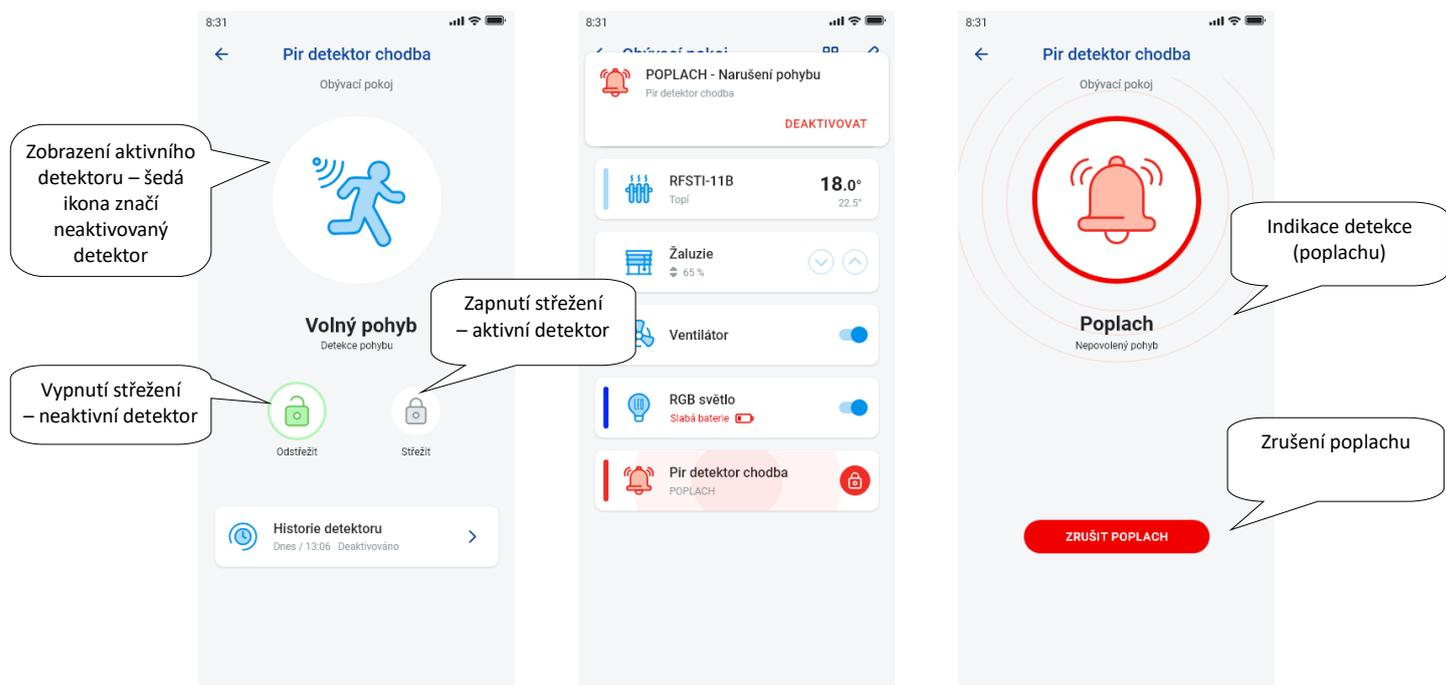 8:31
Pir detektor chodba
Obývací pokoj
Zobrazení aktivního
detektoru – šedá
ikona značí
neaktivovaný
detektor
Volný pohyb
Detekce pohybu
Zapnutí střežení
– aktivní detektor
Vypnutí střežení
– neaktivní detektor
Odstřežit
Střežit
Historie detektoru
Dnes / 13:06 Deaktivováno
8:31
Obývací pokoj
POPLACH - Narušení pohybu
Pir detektor chodba
DEAKTIVOVAT
RFSTI-11B
18.0°
Topí
22.5°
Žaluzie
65 %
Ventilátor
LED
RGB světlo
Slabá baterie
Pir detektor chodba
POPLACH
8:31
Pir detektor chodba
Obývací pokoj
Indikace detekce
(poplachu)
Poplach
Nepovolený pohyb
Zrušení poplachu
ZRUŠIT POPLACH